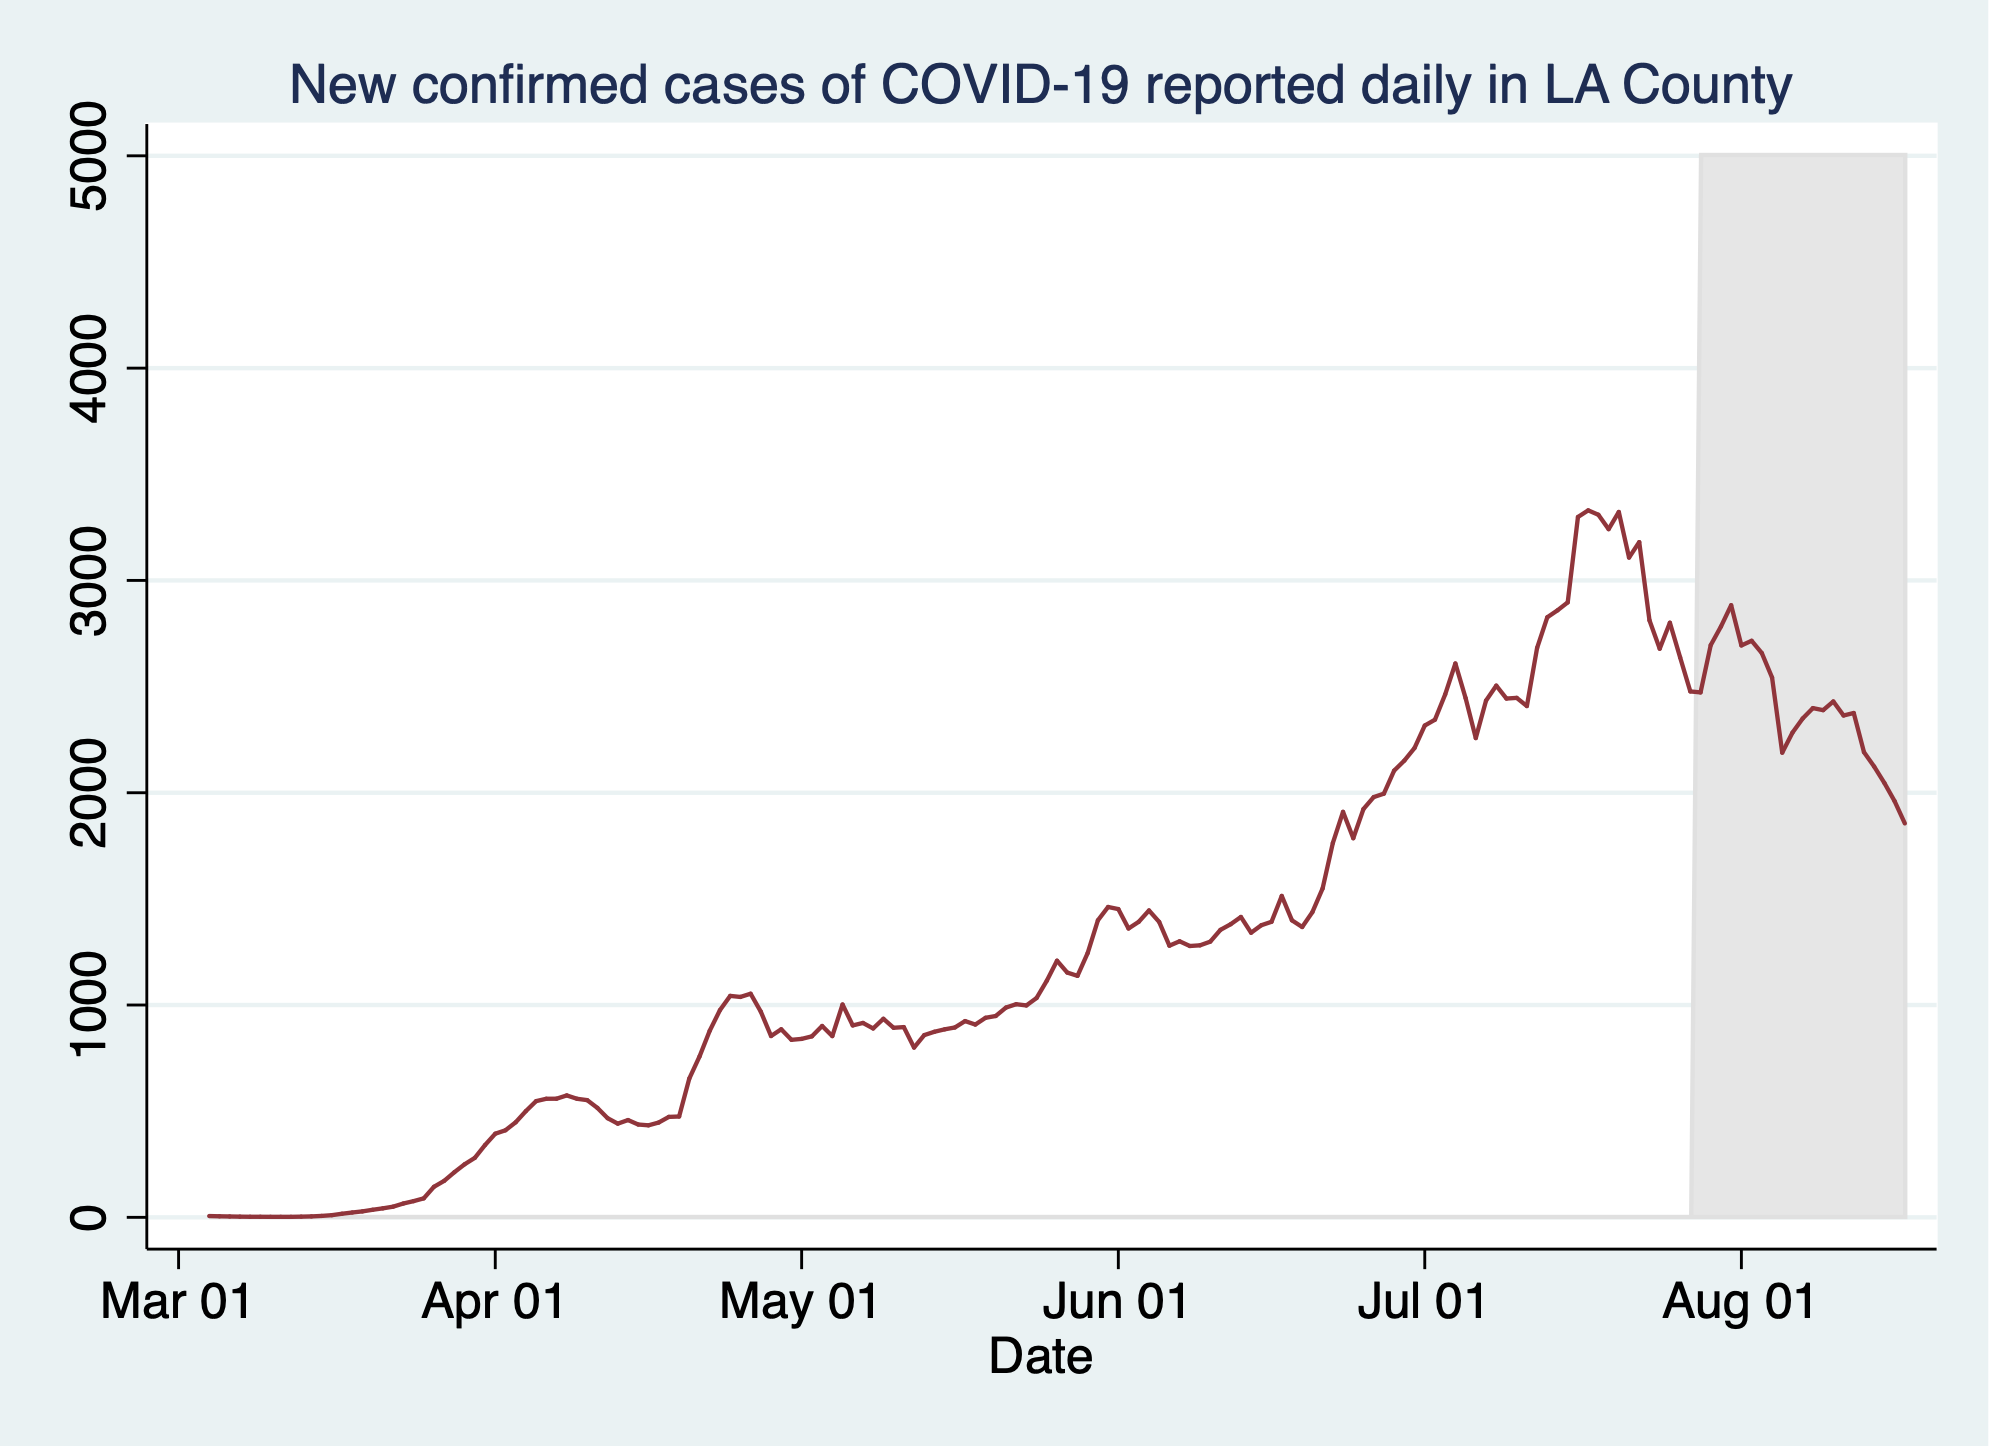 New confirmed cases of COVID-19 reported daily in LA County
5000
4000
3000
2000
1000
0
Mar 01 Apr 01 May 01 Jun 01 Jul 01 Aug 01
Date